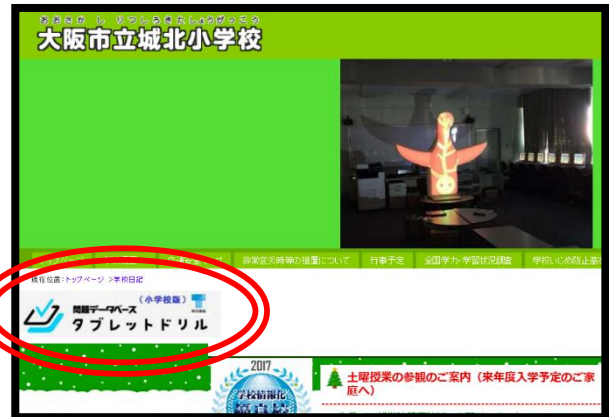 おおさか し りつしろきたしょうがっこう
大阪市立城北小学校
非常変災時等の措置について 行事予定 全国学力・学習状況調査
現在位置:トップページ >学校日記
(小学校版)
問題データベース
タブレットドリル
2017
学校情報化
土曜授業の参観のご案内(来年度入学予定のご家
庭へ)